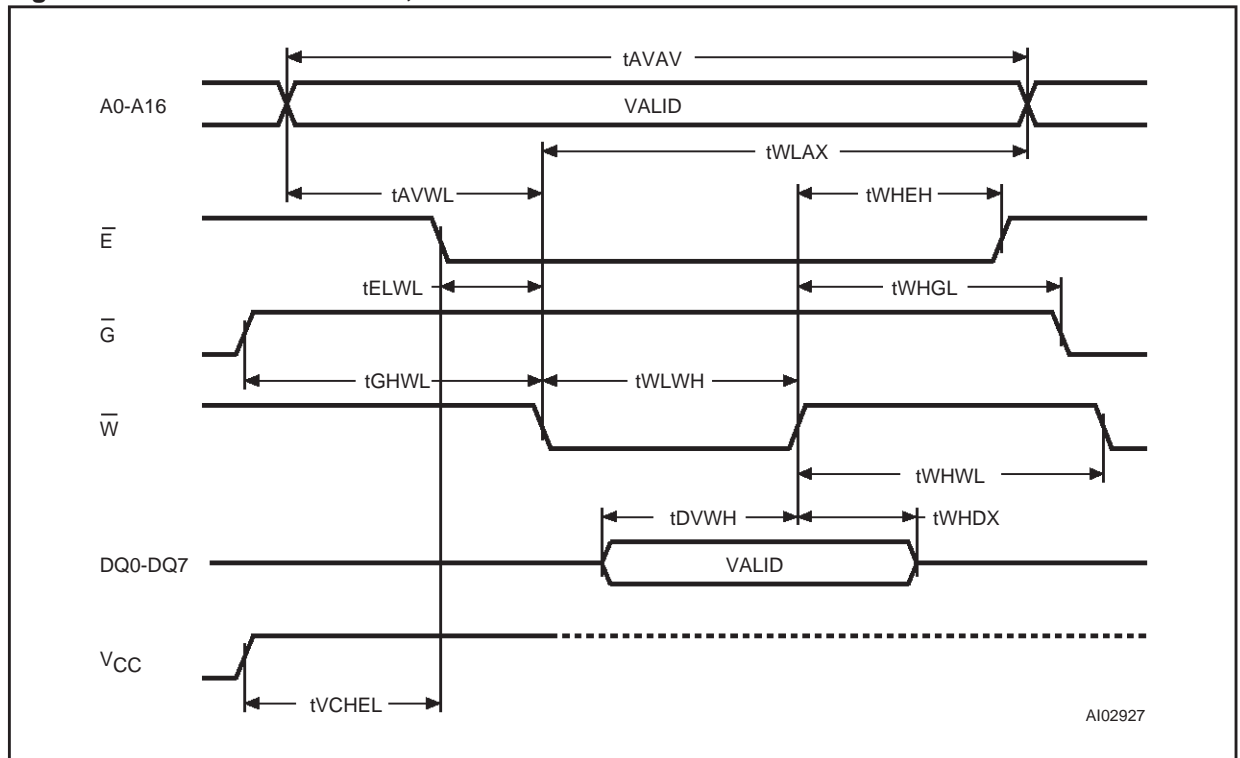 tAVAV
A0-A16
VALID
tWLAX
tAVWL
tWHEH
E
tELWL
tWHGL
G
tGHWL
tWLWH
W
tWHWL
tDVWH
tWHDX
DQ0-DQ7
VALID
VCC
tVCHEL
AI02927